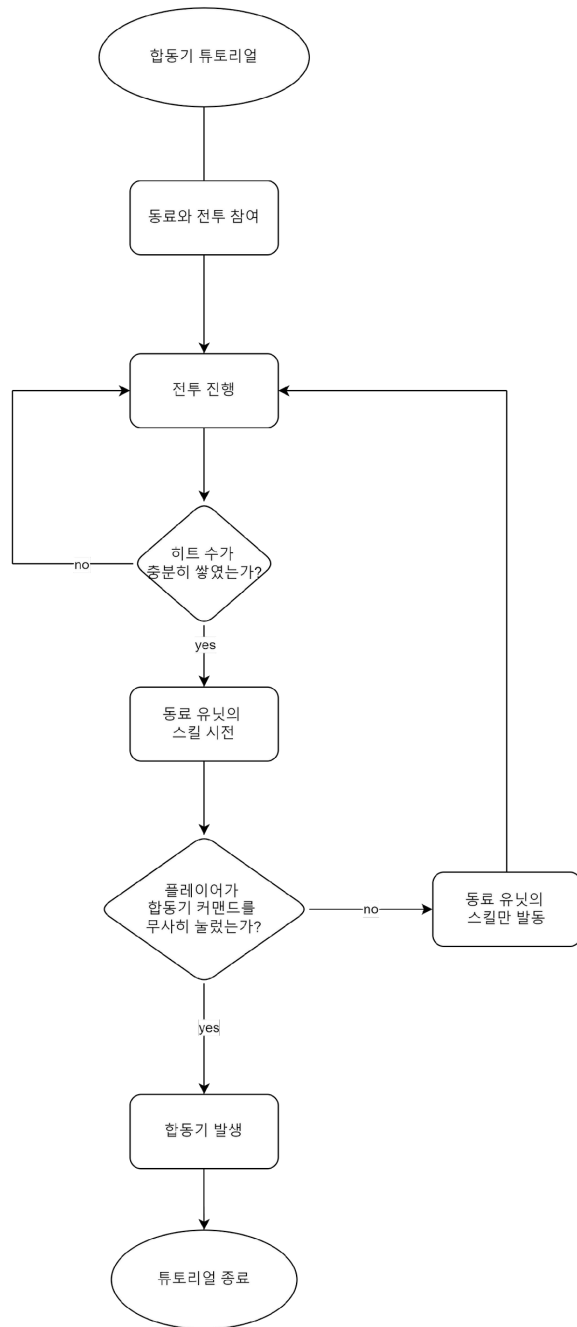 합동기 튜토리얼
동료와 전투 참여
전투 진행
히트 수가
충분히 쌓였는가?
no
yes
동료 유닛의
스킬 시전
플레이어가
합동기 커맨드를
무사히 눌렀는가?
no
동료 유닛의
스킬만 발동
yes
합동기 발생
튜토리얼 종료